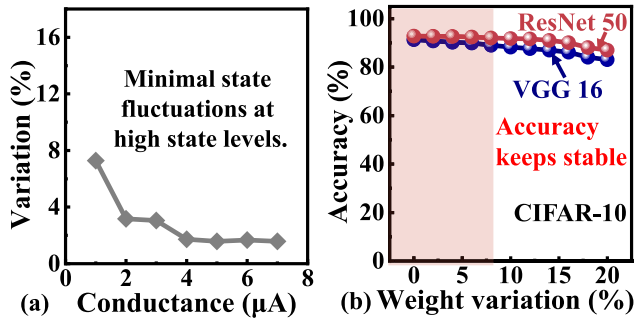 16
12
8
4
0
Variation (%)
Minimal state
fluctuations at
high state levels.
0 2 4 6 8
(a) Conductance (μA)
100
80
60
40
20
0
Accuracy (%)
ResNet 50
VGG 16
Accuracy
keeps stable
CIFAR-10
0 5 10 15 20
(b) Weight variation (%)